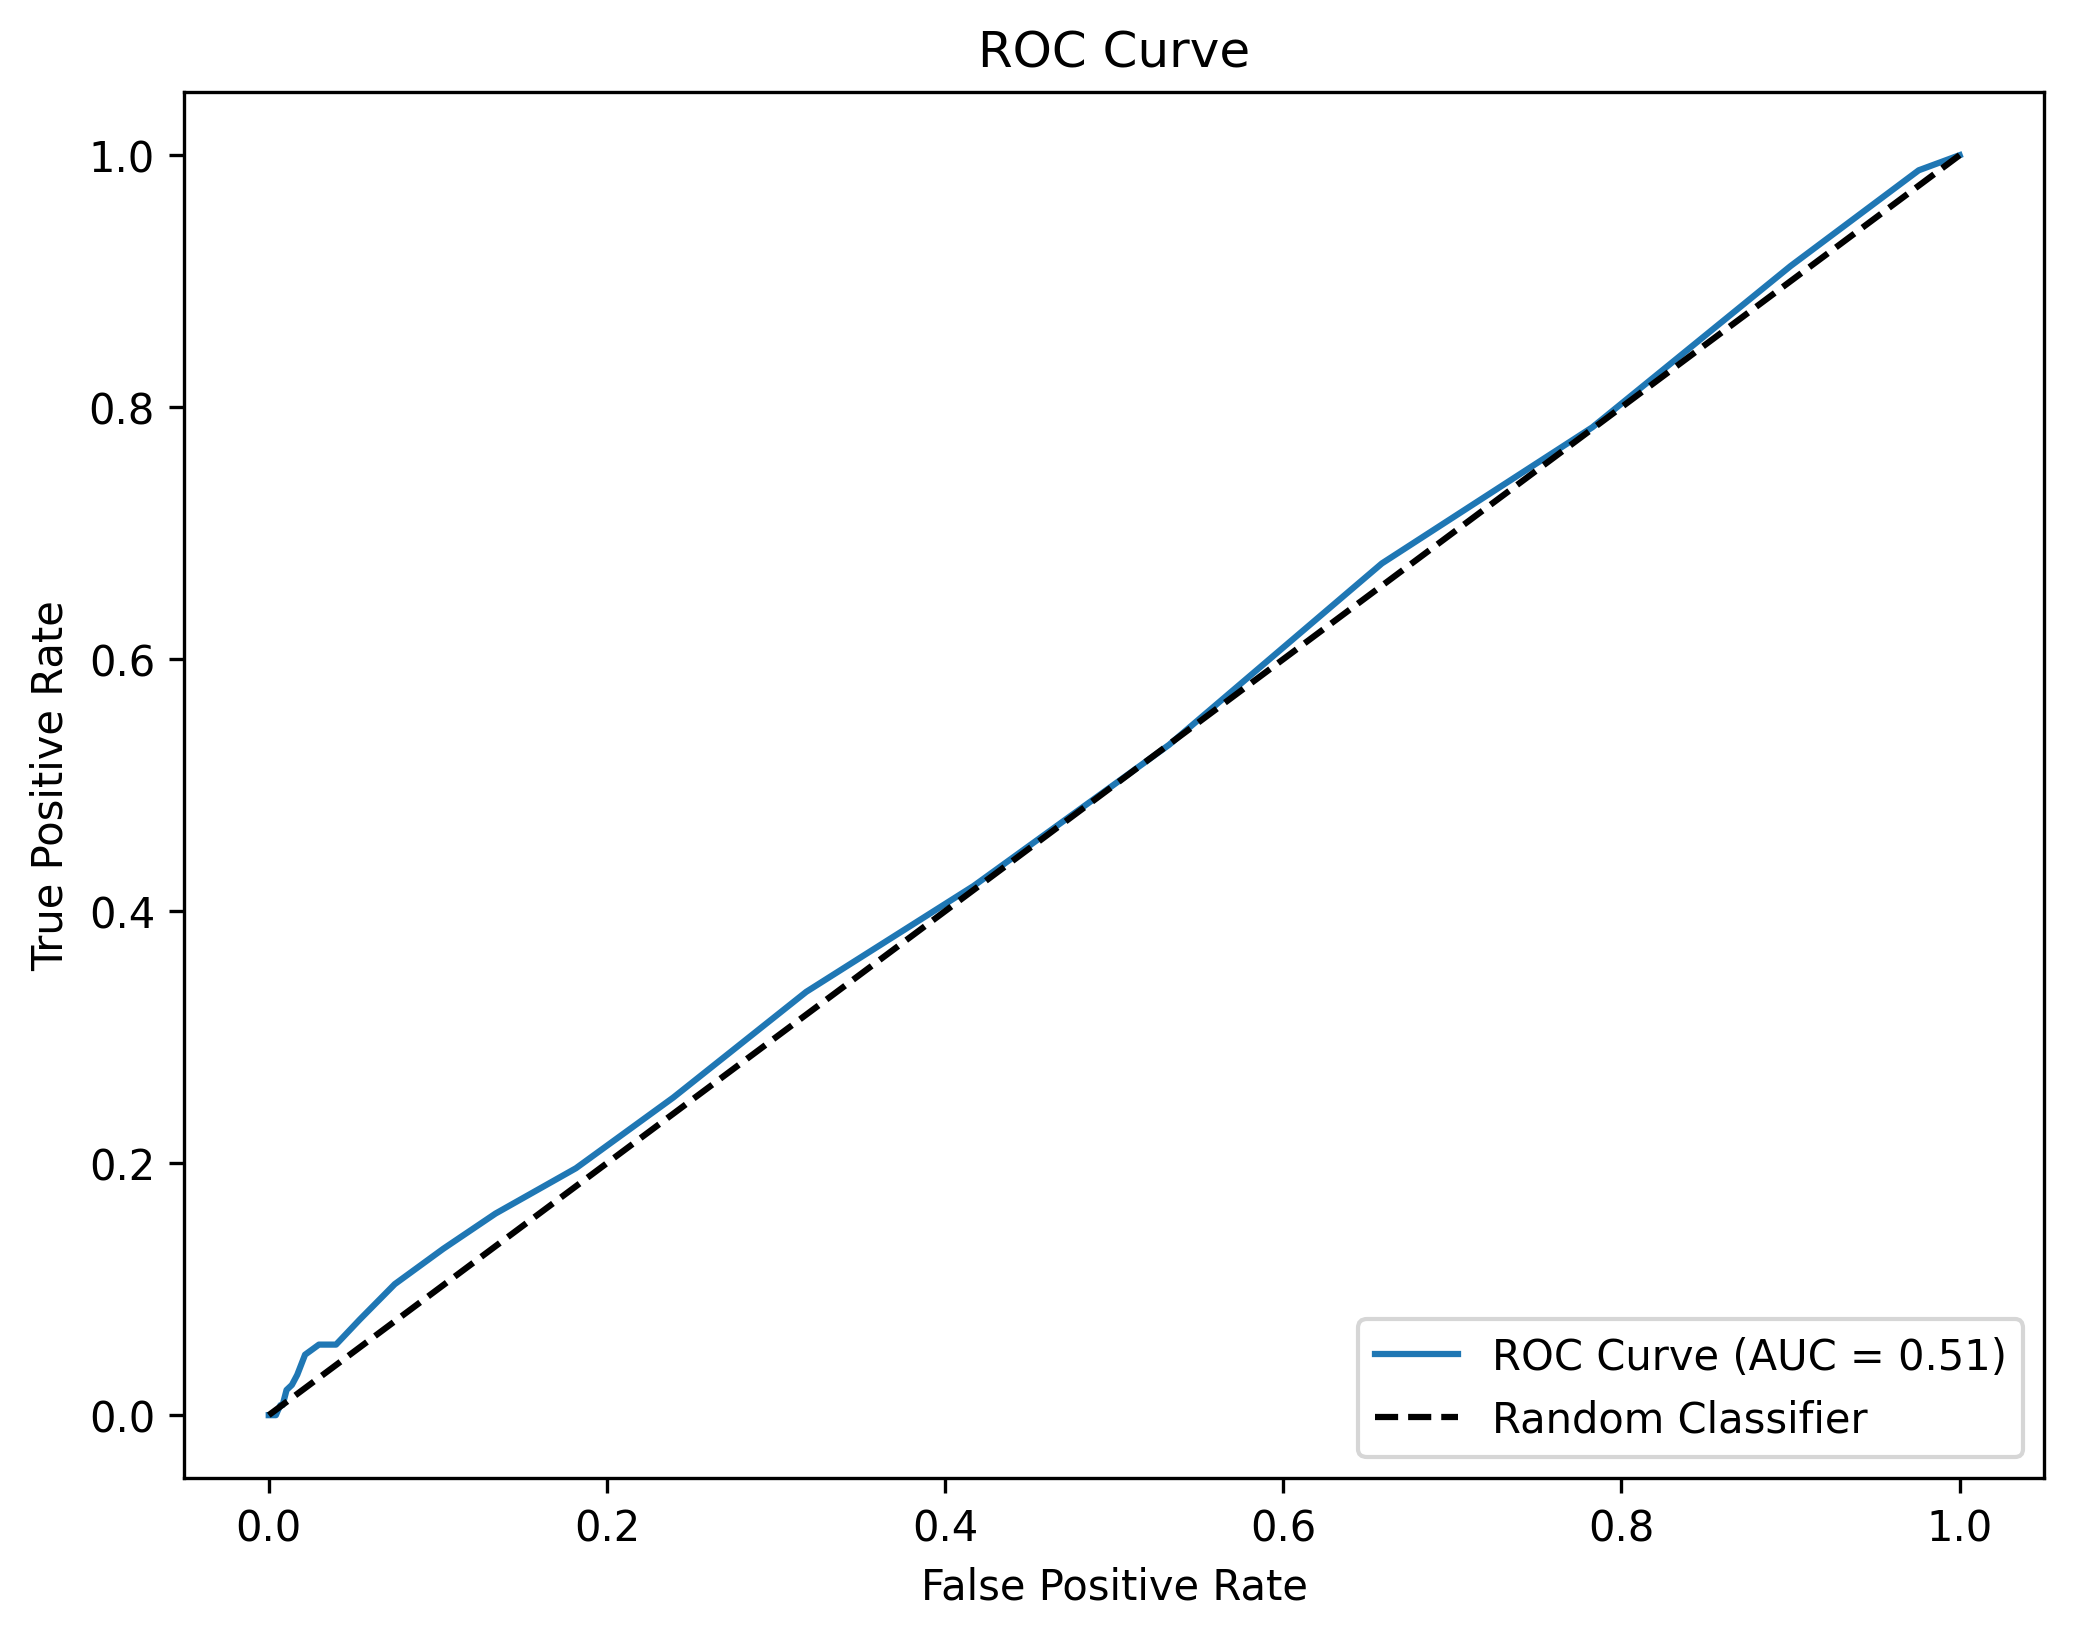 ROC Curve
True Positive Rate
1.0
0.8
0.6
0.4
0.2
0.0
ROC Curve (AUC = 0.51)
Random Classifier
0.0 0.2 0.4 0.6 0.8 1.0
False Positive Rate